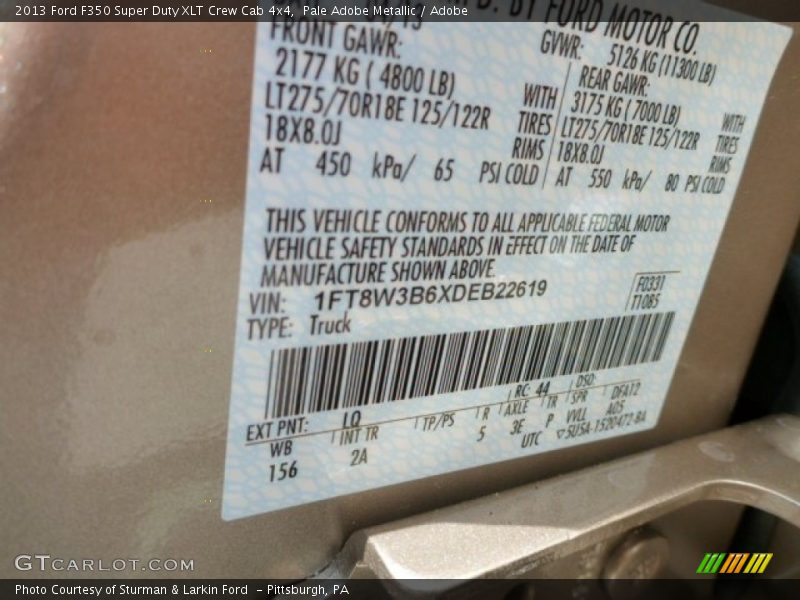 2013 Ford F350 Super Duty XLT Crew Cab 4x4, Pale Adobe Metallic / Adobe
BY FORD MOTOR CO.
FRONT GAWR: GVWR: 5126 KG (11300 LB)
2177 KG ( 4800 LB) WITH REAR GAWR: 3175 KG ( 7000 LB) WITH
LT275/70R18E 125/122R TIRES LT275/70R18E 125/122R TIRES
18X8.0J RIMS 18X8.0J RIMS
AT 450 kPa/ 65 PSI COLD AT 550 kPa/ 80 PSI COLD
THIS VEHICLE CONFORMS TO ALL APPLICABLE FEDERAL MOTOR
VEHICLE SAFETY STANDARDS IN EFFECT ON THE DATE OF
MANUFACTURE SHOWN ABOVE.
VIN: 1FT8W3B6XDEB22619 F0331
TYPE: Truck T1085
EXT PNT: LQ RC: 44 DSO:
WB INT TR TP/PS R AXLE TR SPR DFA12
156 2A 5 3E P VVLL A05
UTC ▽5U5A-1520472-BA
GTCARLOT.COM
Photo Courtesy of Sturman & Larkin Ford - Pittsburgh, PA